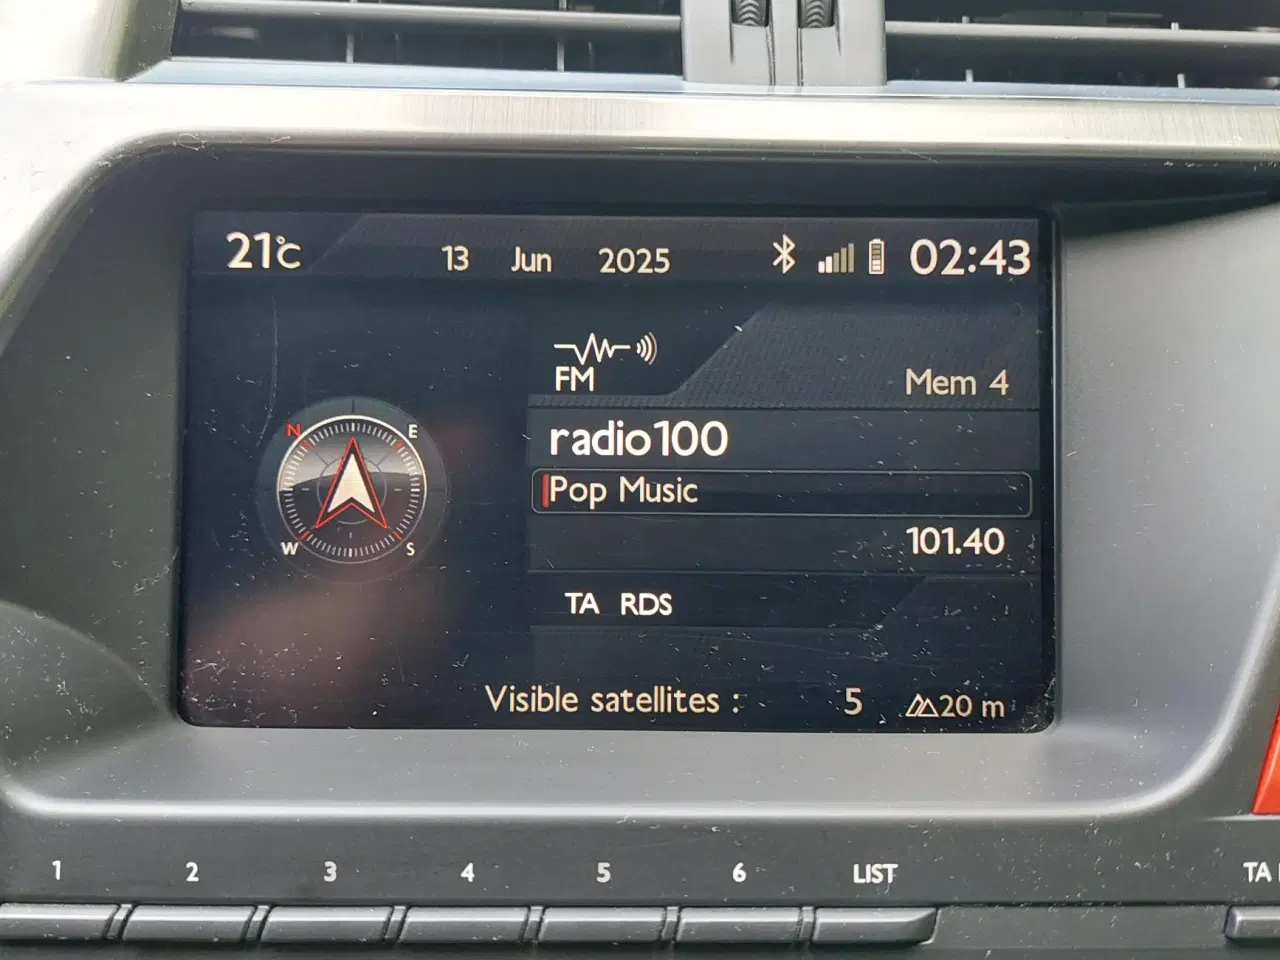 21°C 13 Jun 2025 02:43
FM
Mem 4
radio100
Pop Music
101.40
TA RDS
N E
W S
Visible satellites : 5 20 m
1 2 3 4 5 6 LIST TA